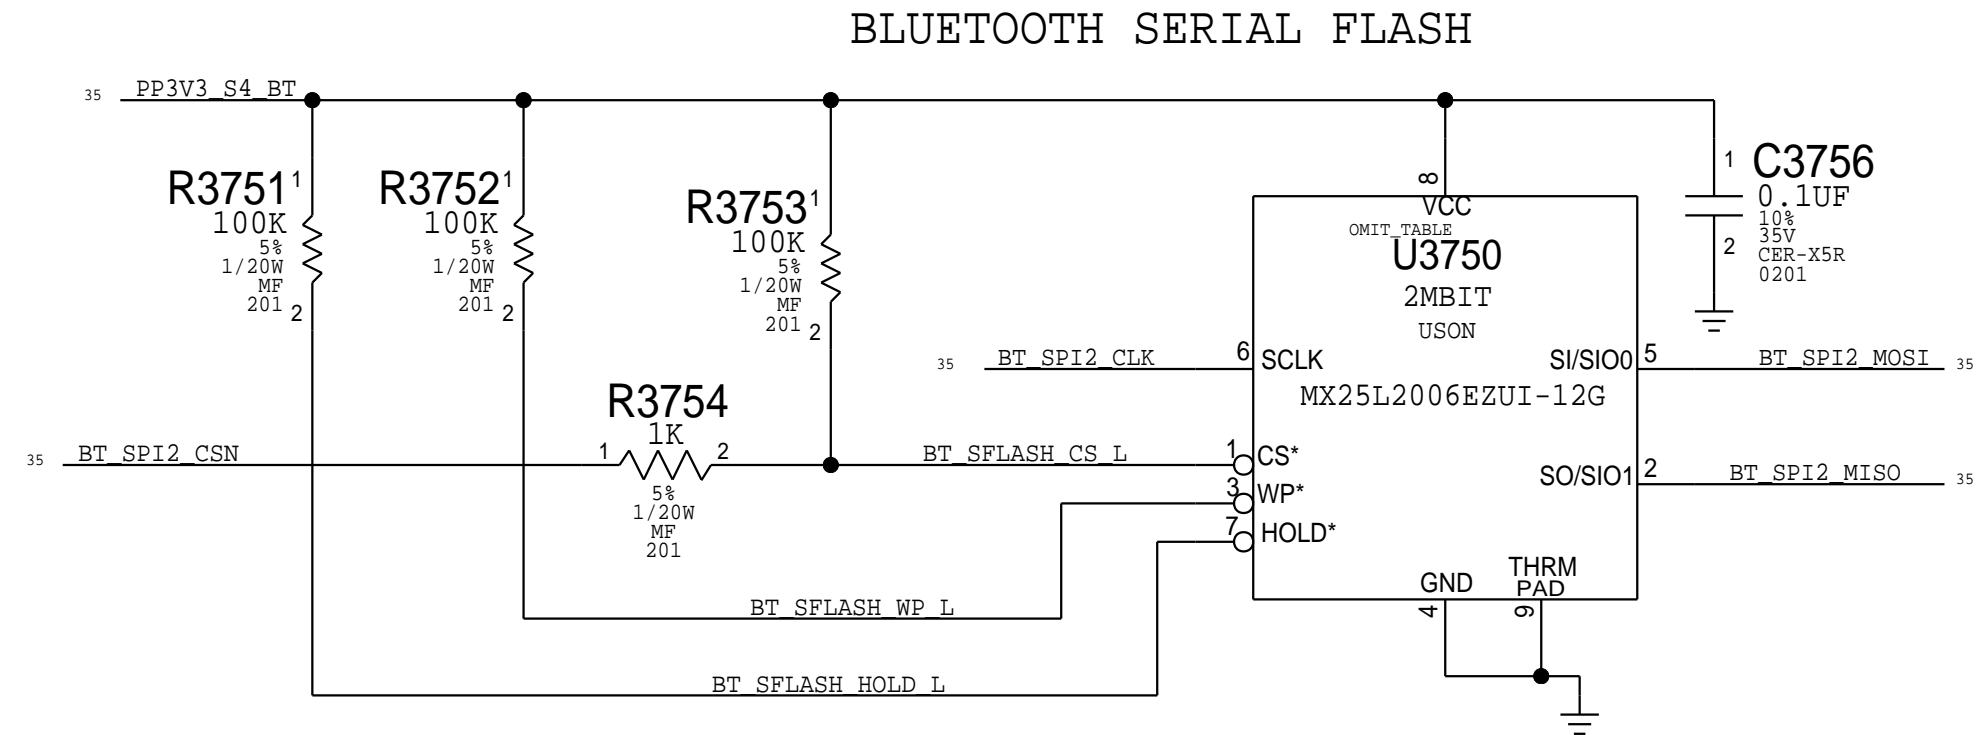 BLUETOOTH SERIAL FLASH
35 PP3V3_S4_BT
R3751 1
100K
5%
1/20W
MF
201 2
R3752 1
100K
5%
1/20W
MF
201 2
R3753 1
100K
5%
1/20W
MF
201 2
8
VCC
OMIT_TABLE
U3750
2MBIT
USON
MX25L2006EZUI-12G
1 C3756
0.1UF
10%
35V
2 CER-X5R
0201
35 BT_SPI2_CLK 6 SCLK
SI/SIO0 5 BT_SPI2_MOSI 35
R3754
1K
35 BT_SPI2_CSN 1 2 BT_SFLASH_CS_L 1 CS*
5%
1/20W
MF
201
3 WP*
7 HOLD*
SO/SIO1 2 BT_SPI2_MISO 35
BT_SFLASH_WP_L
BT_SFLASH_HOLD_L
GND
4
THRM
PAD
9